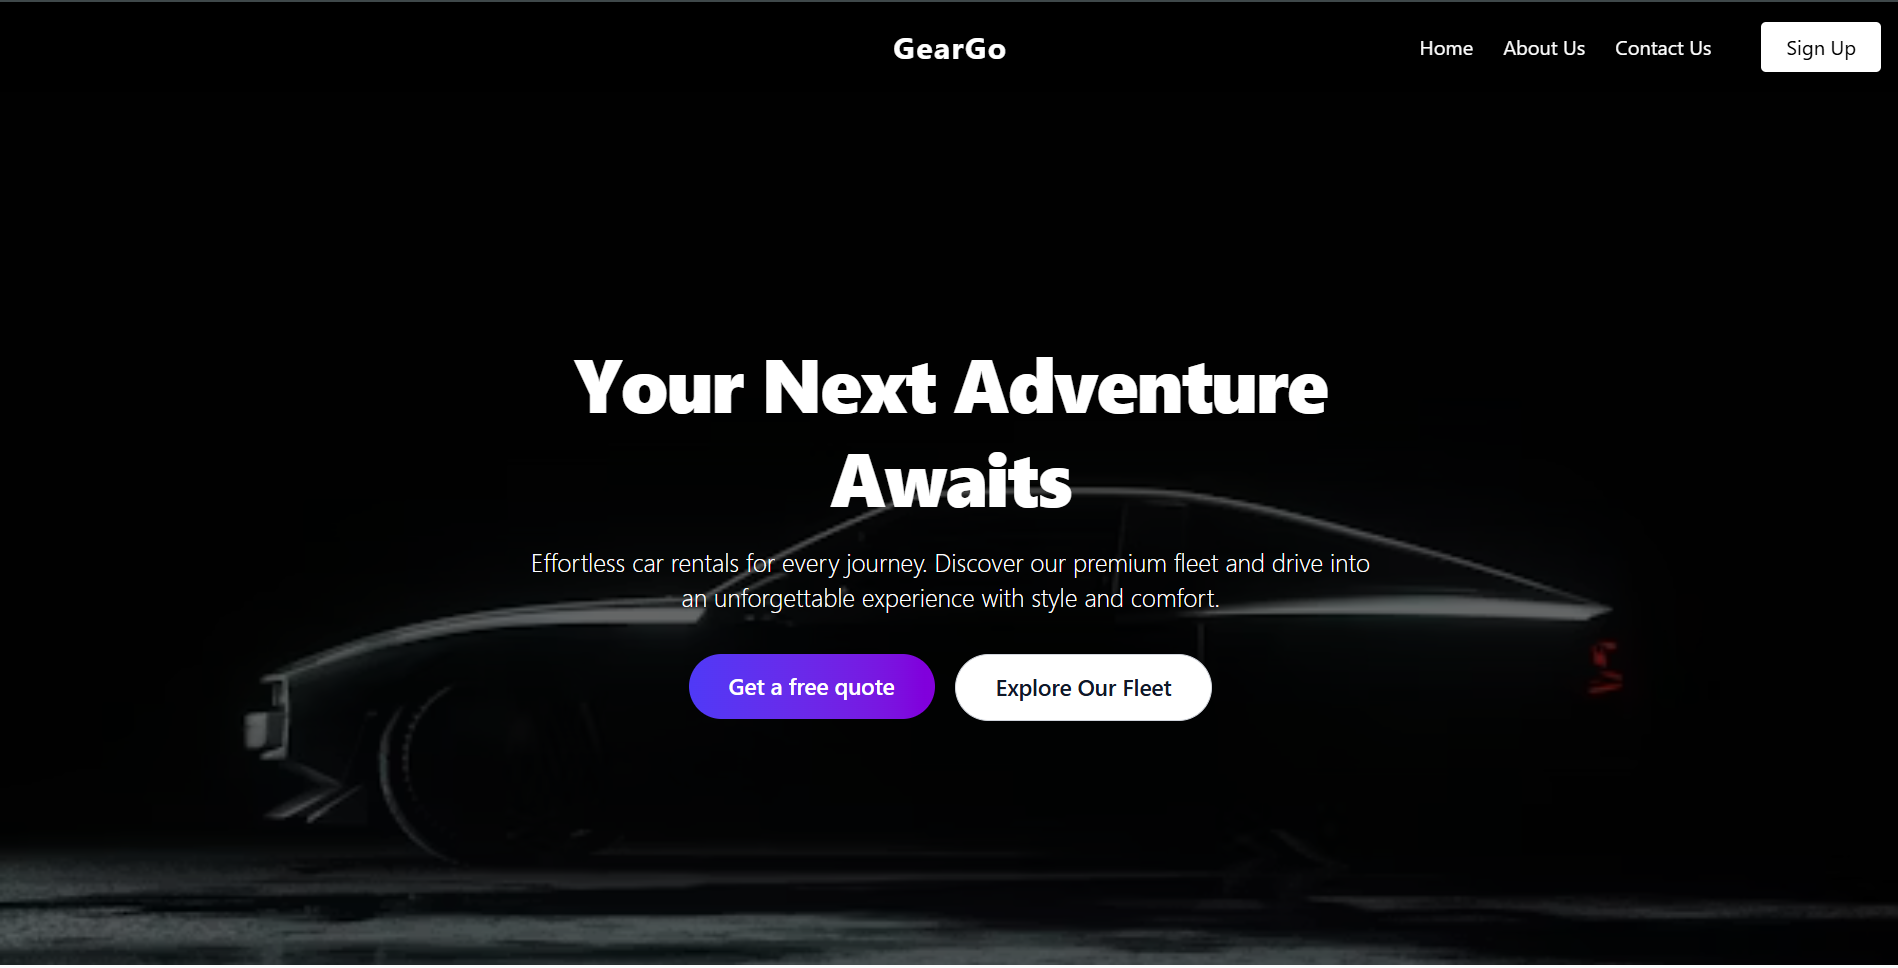 GearGo
Home
About Us
Contact Us
Sign Up
Your Next Adventure
Awaits
Effortless car rentals for every journey. Discover our premium fleet and drive into
an unforgettable experience with style and comfort.
Get a free quote
Explore Our Fleet